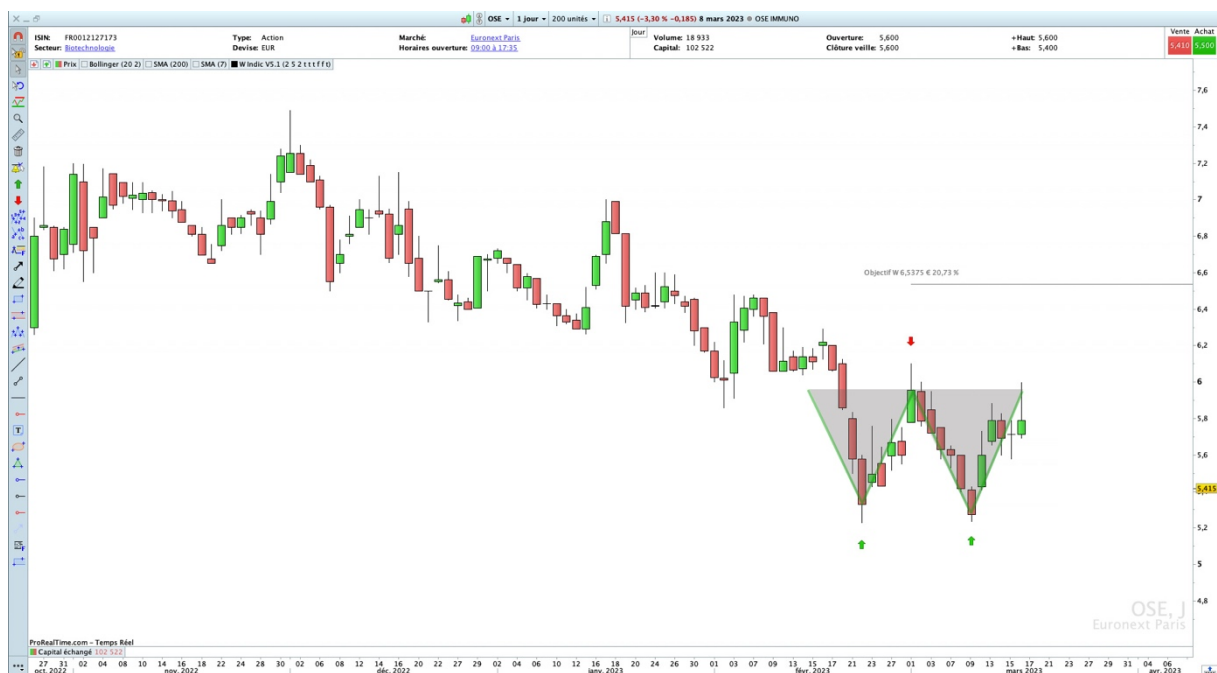 OSE 1 jour 200 unités 5,415 (-3,30 % -0,185) 8 mars 2023 OSE IMMUNO
ISIN: FR0012127173 Type: Action Marché: Euronext Paris Jour Volume: 18 933 Ouverture: 5,600 +Haut: 5,600 Vente Achat
Secteur: Biotechnologie Devise: EUR Horaires ouverture: 09:00 à 17:35 Capital: 102 522 Clôture veille: 5,600 +Bas: 5,400 5,410 5,500
Prix Bollinger (20 2) SMA (200) SMA (7) W Indic V5.1 (2 5 2 t t t f f t)
7,6
7,4
7,2
7
6,8
6,6
Objectif W 6,5375 € 20,73 %
6,4
6,2
6
5,8
5,6
5,415
5,2
5
4,8
OSE, J
Euronext Paris
ProRealTime.com - Temps Réel
Capital échangé 102 522
27 31 02 04 08 10 14 16 18 22 24 28 30 02 06 08 12 14 16 20 22 27 29 02 04 06 10 12 16 18 20 24 26 30 01 03 07 09 13 15 17 21 23 27 01 03 07 09 13 15 17 21 23 27 29 31 04 06
oct. 2022 nov. 2022 déc. 2022 janv. 2023 févr. 2023 mars 2023 avr. 2023